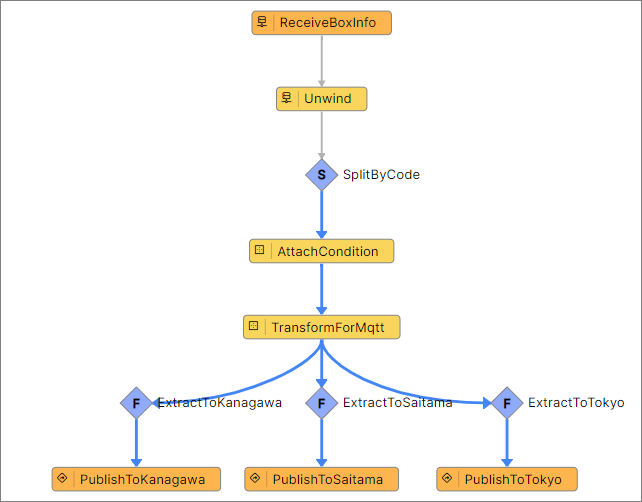 ReceiveBoxInfo
Unwind
S SplitByCode
AttachCondition
TransformForMqtt
F ExtractToKanagawa F ExtractToSaitama F ExtractToTokyo
PublishToKanagawa PublishToSaitama PublishToTokyo